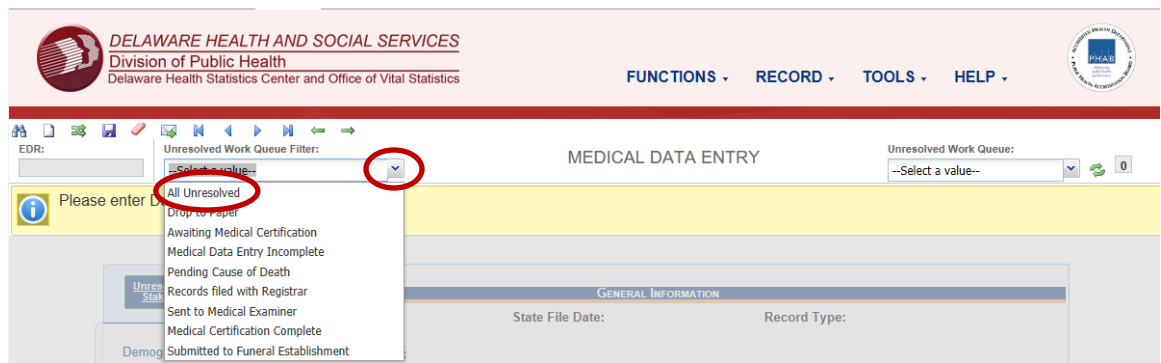 DELAWARE HEALTH AND SOCIAL SERVICES
Division of Public Health
Delaware Health Statistics Center and Office of Vital Statistics
FUNCTIONS RECORD TOOLS HELP
PHAB
EDR:
Unresolved Work Queue Filter:
--Select a value--
MEDICAL DATA ENTRY
Unresolved Work Queue:
--Select a value--
0
Please enter D
All Unresolved
Drop to Paper
Awaiting Medical Certification
Medical Data Entry Incomplete
Pending Cause of Death
Records filed with Registrar
Sent to Medical Examiner
Medical Certification Complete
Submitted to Funeral Establishment
GENERAL INFORMATION
State File Date: Record Type: